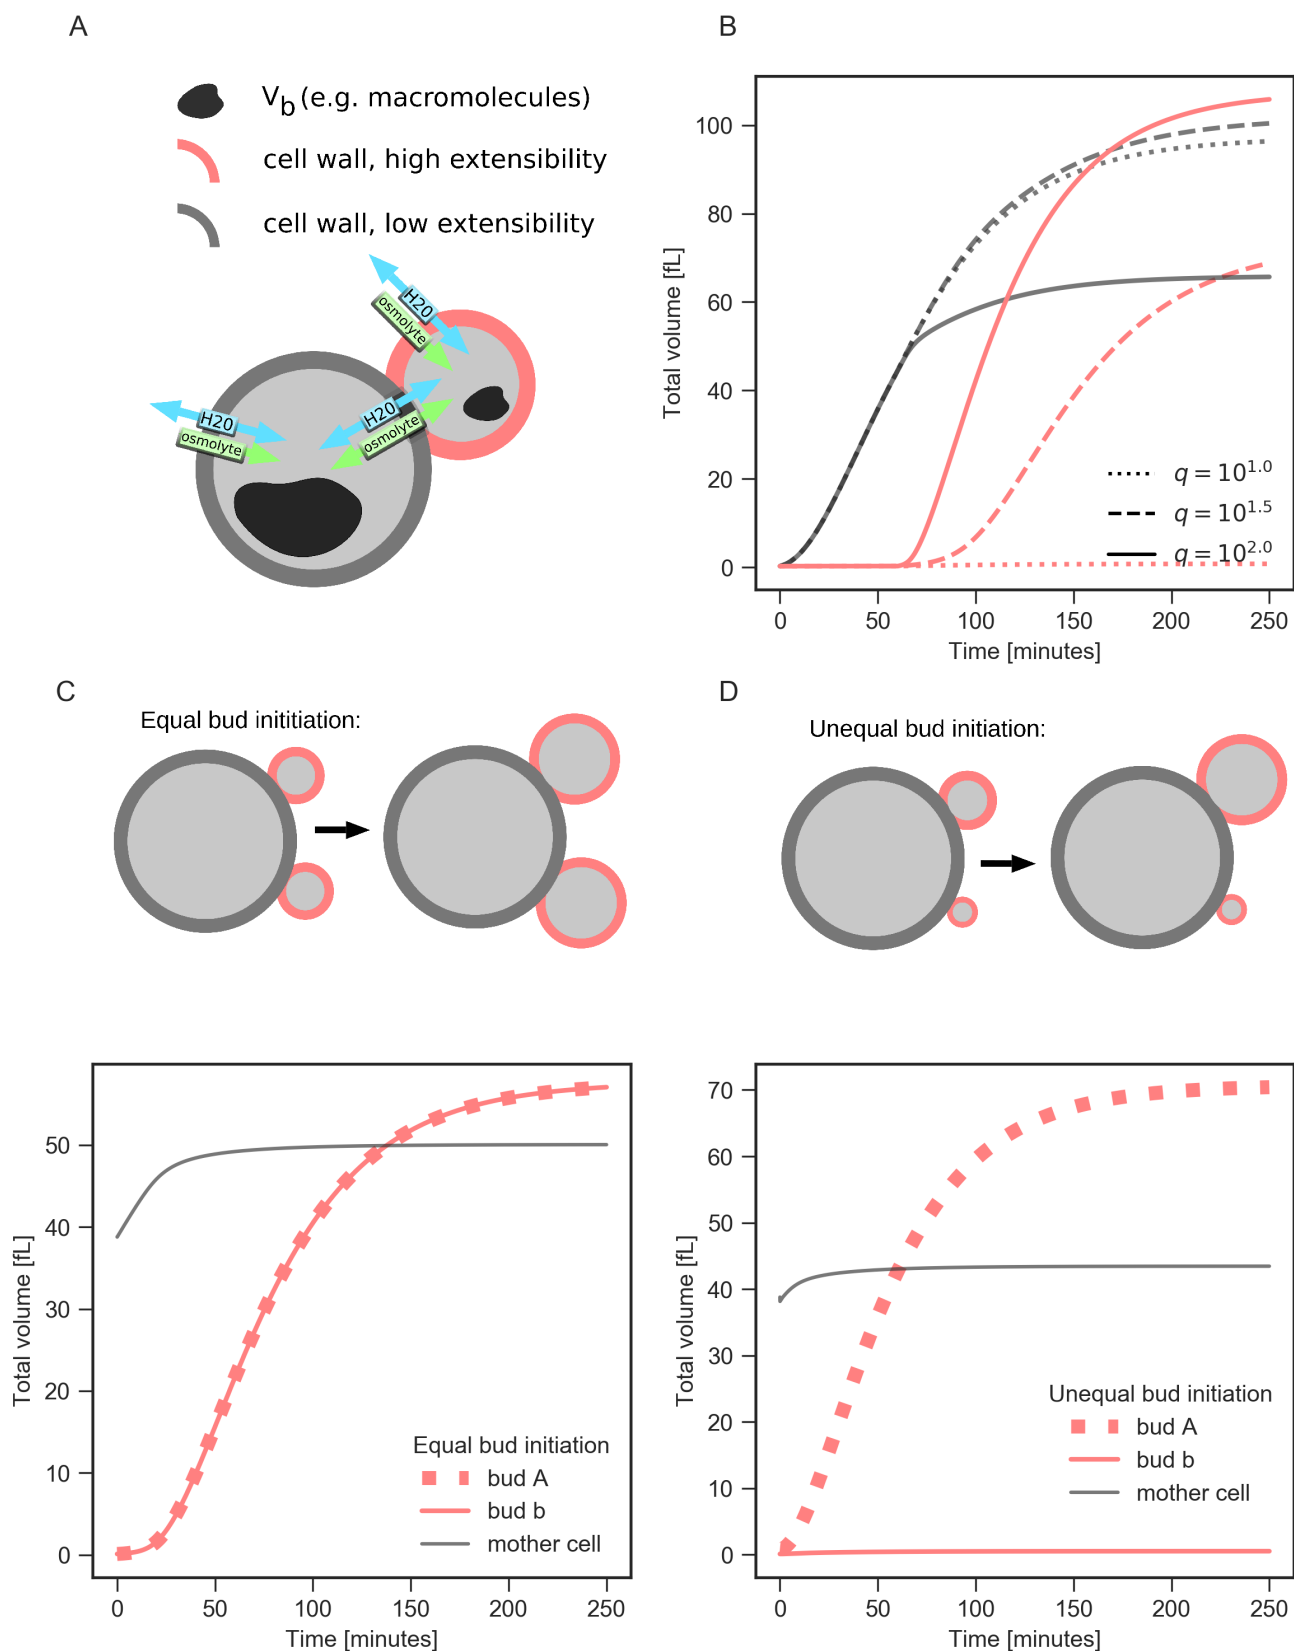 A
V_b (e.g. macromolecules)
cell wall, high extensibility
cell wall, low extensibility
H20
osmolyte
H20
osmolyte
H20
osmolyte
B
Total volume [fL]
100
80
60
40
20
0
q = 10^1.0
q = 10^1.5
q = 10^2.0
0 50 100 150 200 250
Time [minutes]
C
Equal bud inititiation:
Total volume [fL]
50
40
30
20
10
0
Equal bud initiation
bud A
bud b
mother cell
0 50 100 150 200 250
Time [minutes]
D
Unequal bud inititiation:
Total volume [fL]
70
60
50
40
30
20
10
0
Unequal bud initiation
bud A
bud b
mother cell
0 50 100 150 200 250
Time [minutes]